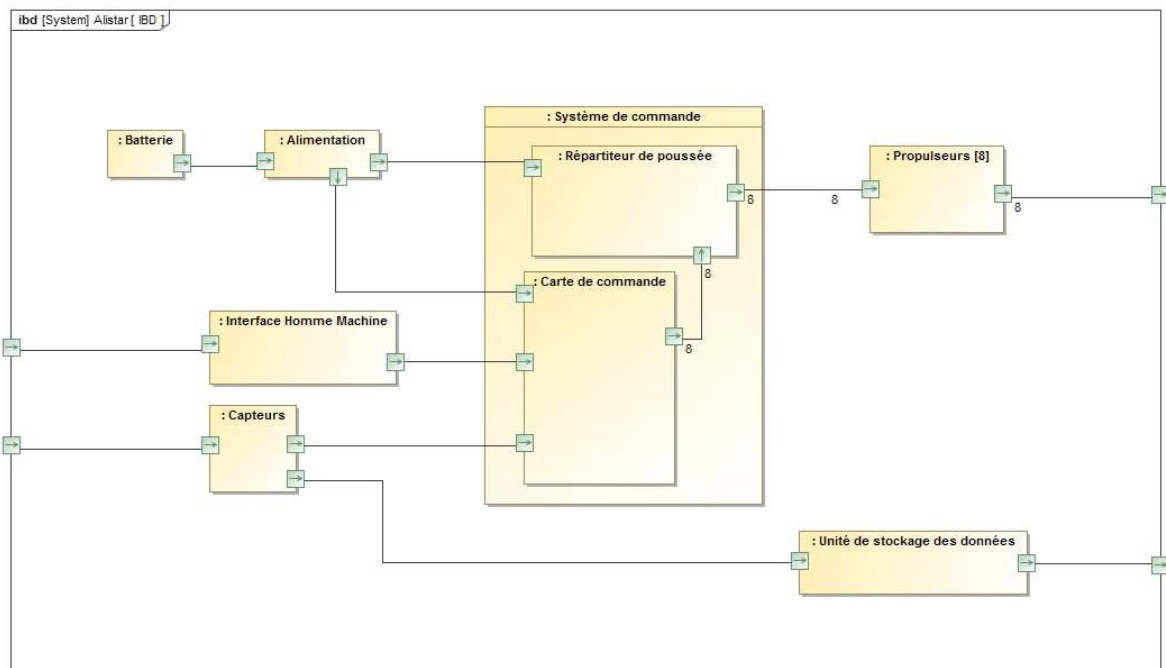 ibd [System] Alistar [ IBD ]
: Système de commande
: Batterie
: Alimentation
: Répartiteur de poussée
: Propulseurs [8]
8
8
8
8
: Carte de commande
: Interface Homme Machine
8
: Capteurs
: Unité de stockage des données